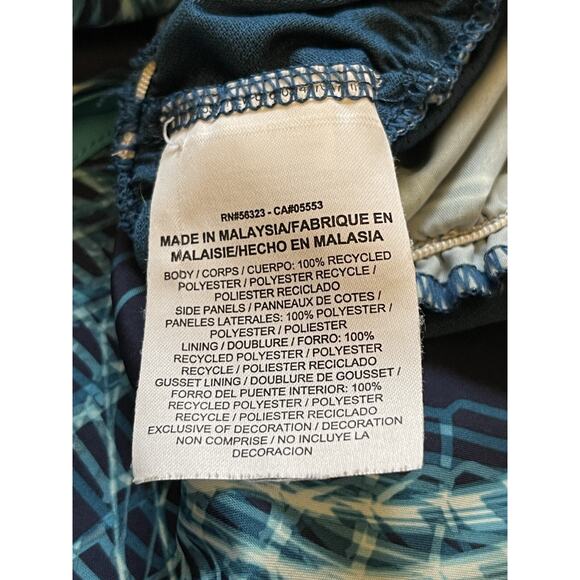 RN#56323 - CA#05553
MADE IN MALAYSIA/FABRIQUE EN
MALAISIE/HECHO EN MALASIA
BODY / CORPS / CUERPO: 100% RECYCLED
POLYESTER / POLYESTER RECYCLE /
POLIESTER RECICLADO
SIDE PANELS / PANNEAUX DE COTES /
PANELES LATERALES: 100% POLYESTER /
POLYESTER / POLIESTER
LINING / DOUBLURE / FORRO: 100%
RECYCLED POLYESTER / POLYESTER
RECYCLE / POLIESTER RECICLADO
GUSSET LINING / DOUBLURE DE GOUSSET /
FORRO DEL PUENTE INTERIOR: 100%
RECYCLED POLYESTER / POLYESTER
RECYCLE / POLIESTER RECICLADO
EXCLUSIVE OF DECORATION / DECORATION
NON COMPRISE / NO INCLUYE LA
DECORACION